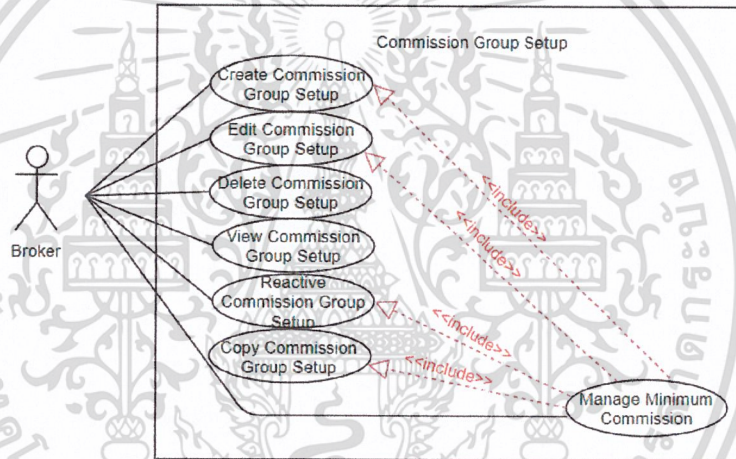 Commission Group Setup
Create Commission
Group Setup
Edit Commission
Group Setup
Delete Commission
Group Setup
View Commission
Group Setup
Reactive
Commission Group
Setup
Copy Commission
Group Setup
Broker
<<include>>
<<include>>
<<include>>
<<include>>
Manage Minimum
Commission